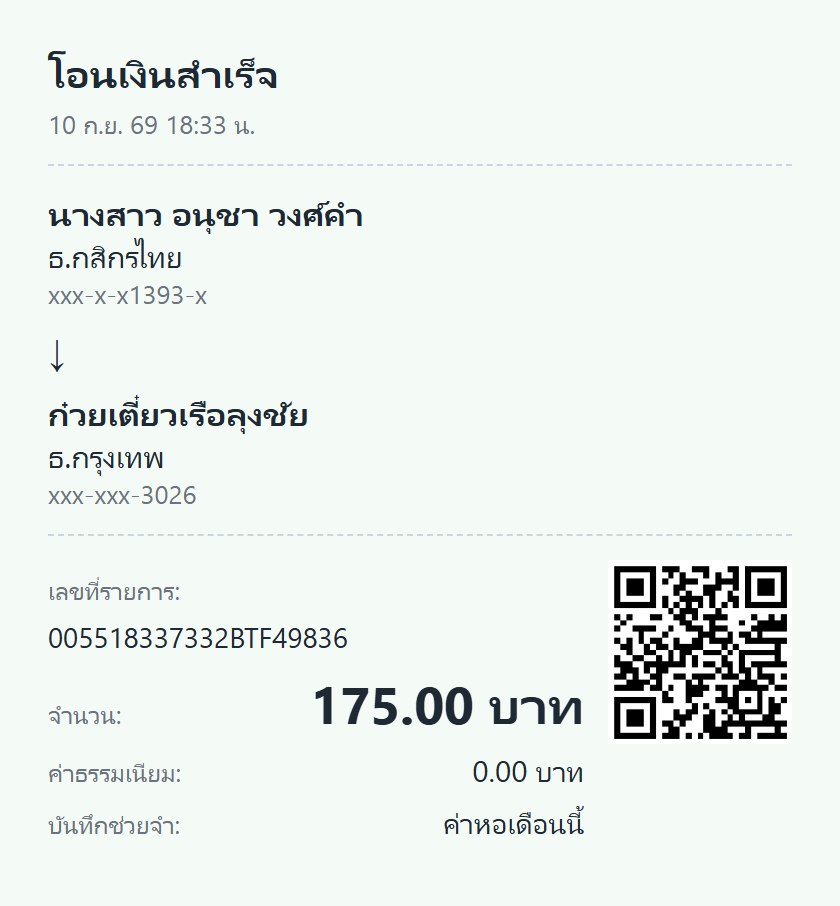 โอนเงินสำเร็จ
10 ก.ย. 69 18:33 น.
นางสาว อนุชา วงศ์คำ
ธ.กสิกรไทย
xxx-x-x1393-x
↓
ก๋วยเตี๋ยวเรือลุงชัย
ธ.กรุงเทพ
xxx-xxx-3026
เลขที่รายการ:
005518337332BTF49836
จำนวน: 175.00 บาท
ค่าธรรมเนียม: 0.00 บาท
บันทึกช่วยจำ: ค่าหอเดือนนี้